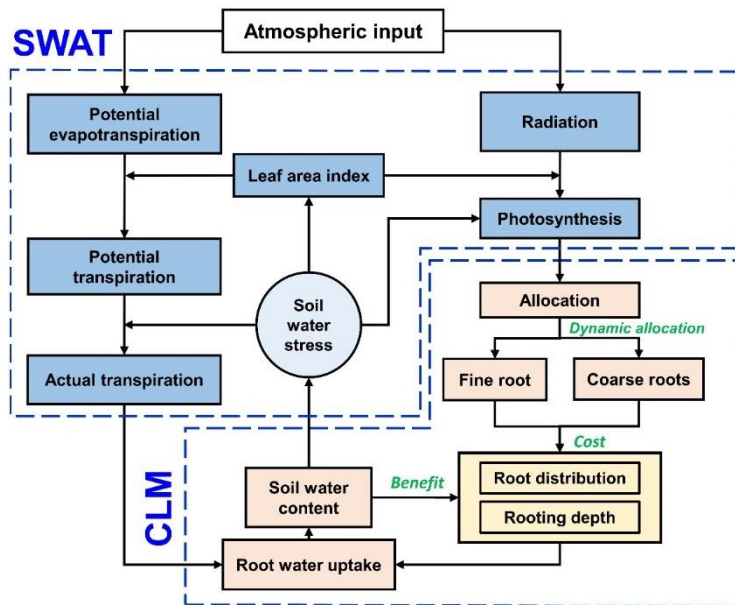 SWAT
Atmospheric input
Potential
evapotranspiration
Radiation
Leaf area index
Photosynthesis
Potential
transpiration
Soil
water
stress
Allocation
Dynamic allocation
Actual transpiration
Fine root
Coarse roots
Cost
CLM
Soil water
content
Benefit
Root distribution
Rooting depth
Root water uptake